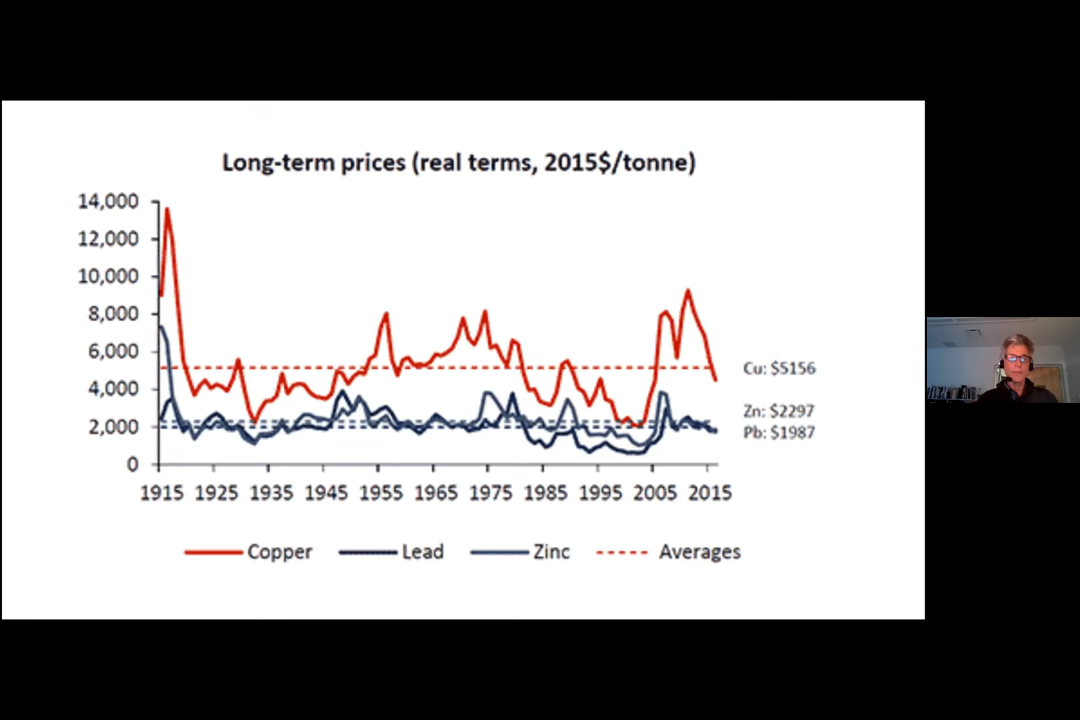 Long-term prices (real terms, 2015$/tonne)
14,000
12,000
10,000
8,000
6,000
4,000
2,000
0
Cu: $5156
Zn: $2297
Pb: $1987
1915 1925 1935 1945 1955 1965 1975 1985 1995 2005 2015
Copper Lead Zinc Averages